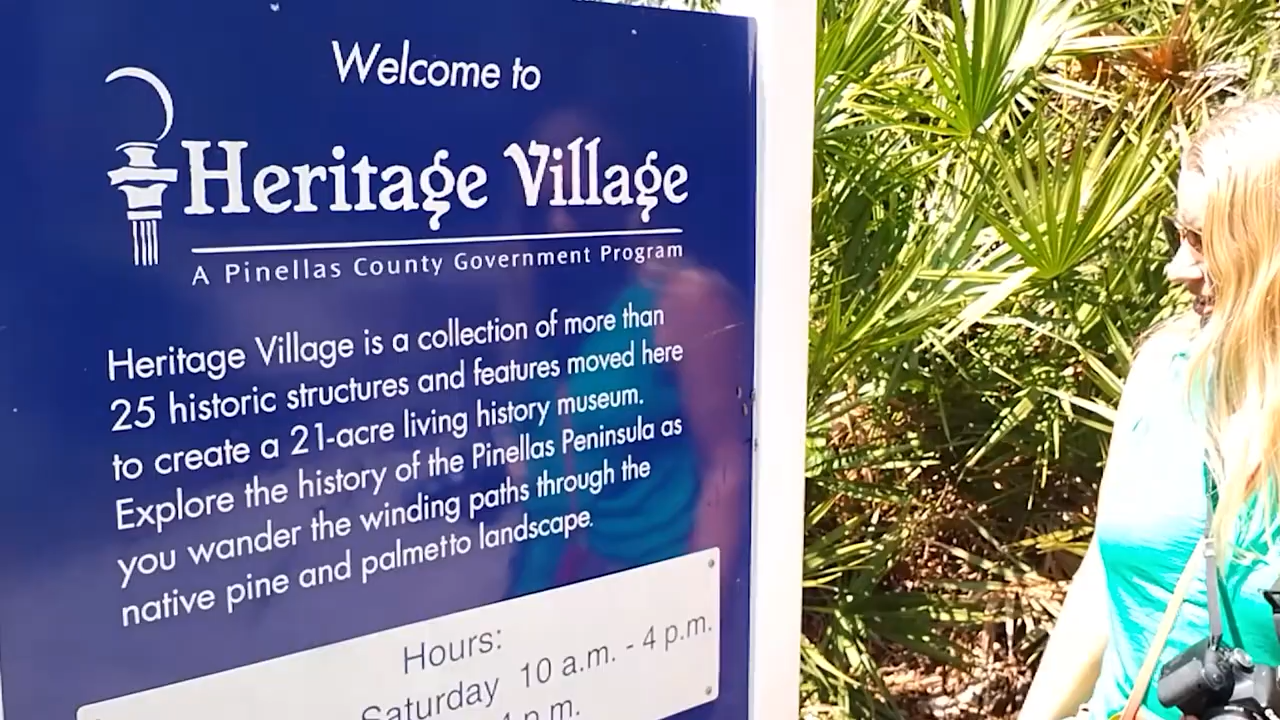 Welcome to
Heritage Village
A Pinellas County Government Program
Heritage Village is a collection of more than
25 historic structures and features moved here
to create a 21-acre living history museum.
Explore the history of the Pinellas Peninsula as
you wander the winding paths through the
native pine and palmetto landscape.
Hours:
Saturday 10 a.m. - 4 p.m.
4 p.m.